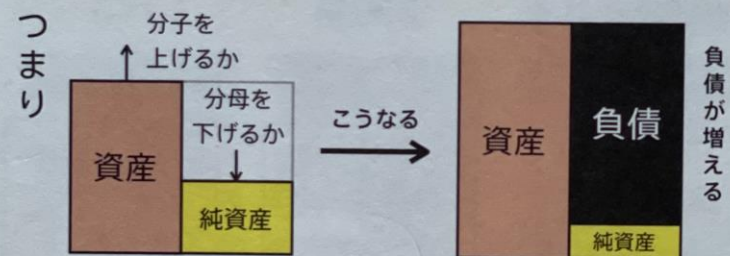 つまり
分子を
上げるか
分母を
下げるか
資産
純資産
こうなる
資産
負債
純資産
負債が増える